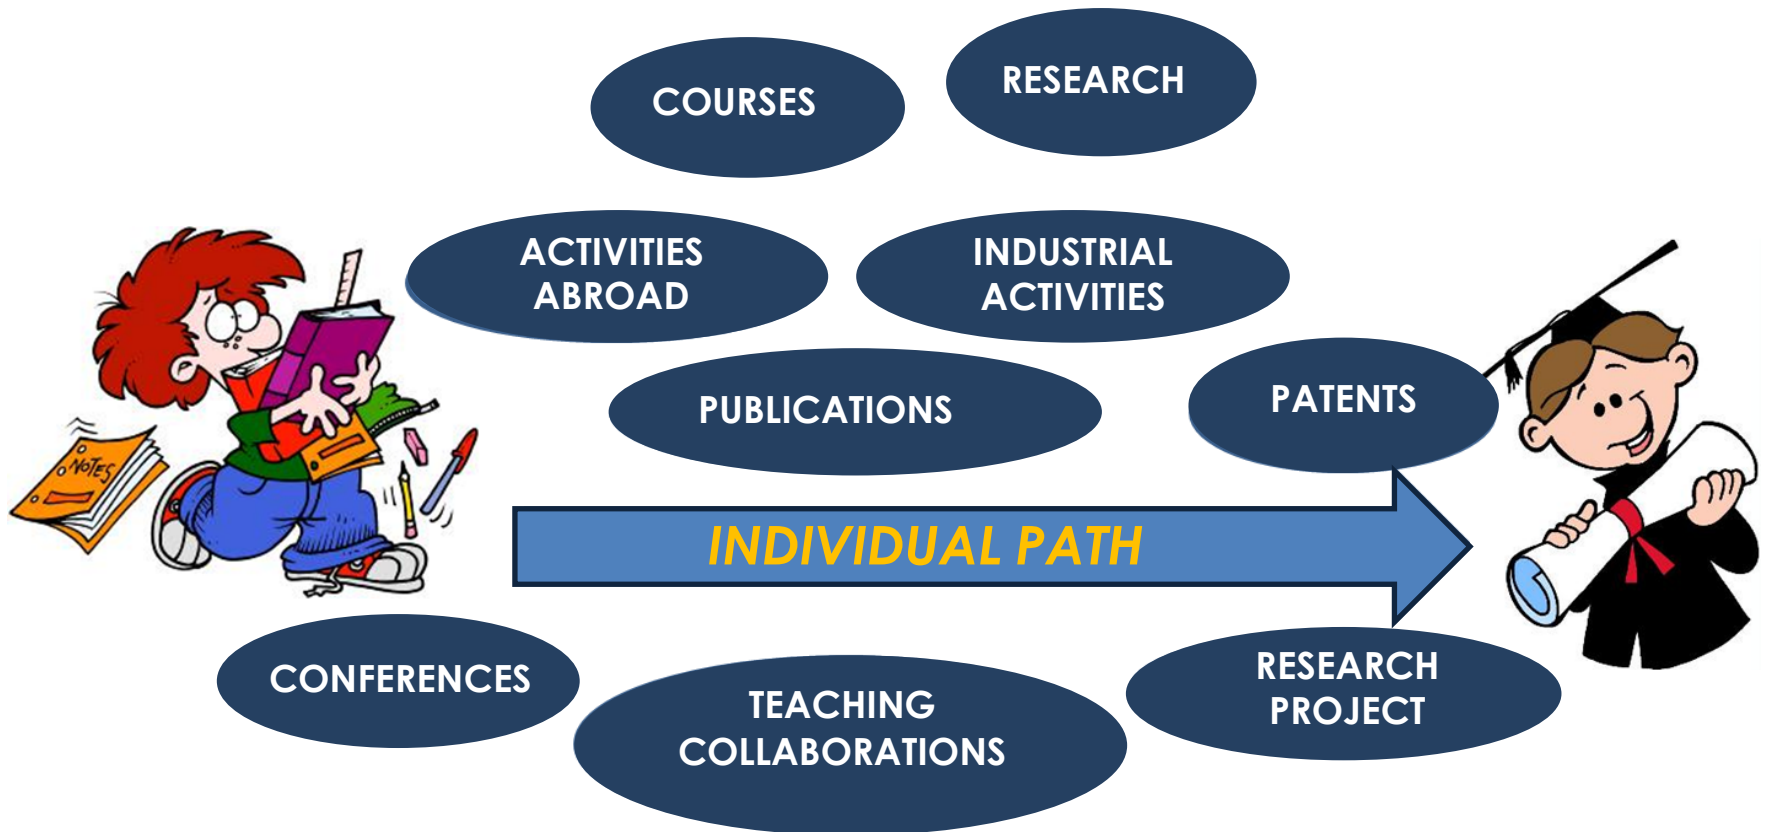 COURSES
RESEARCH
ACTIVITIES
ABROAD
INDUSTRIAL
ACTIVITIES
PUBLICATIONS
PATENTS
NOTES
INDIVIDUAL PATH
CONFERENCES
TEACHING
COLLABORATIONS
RESEARCH
PROJECT